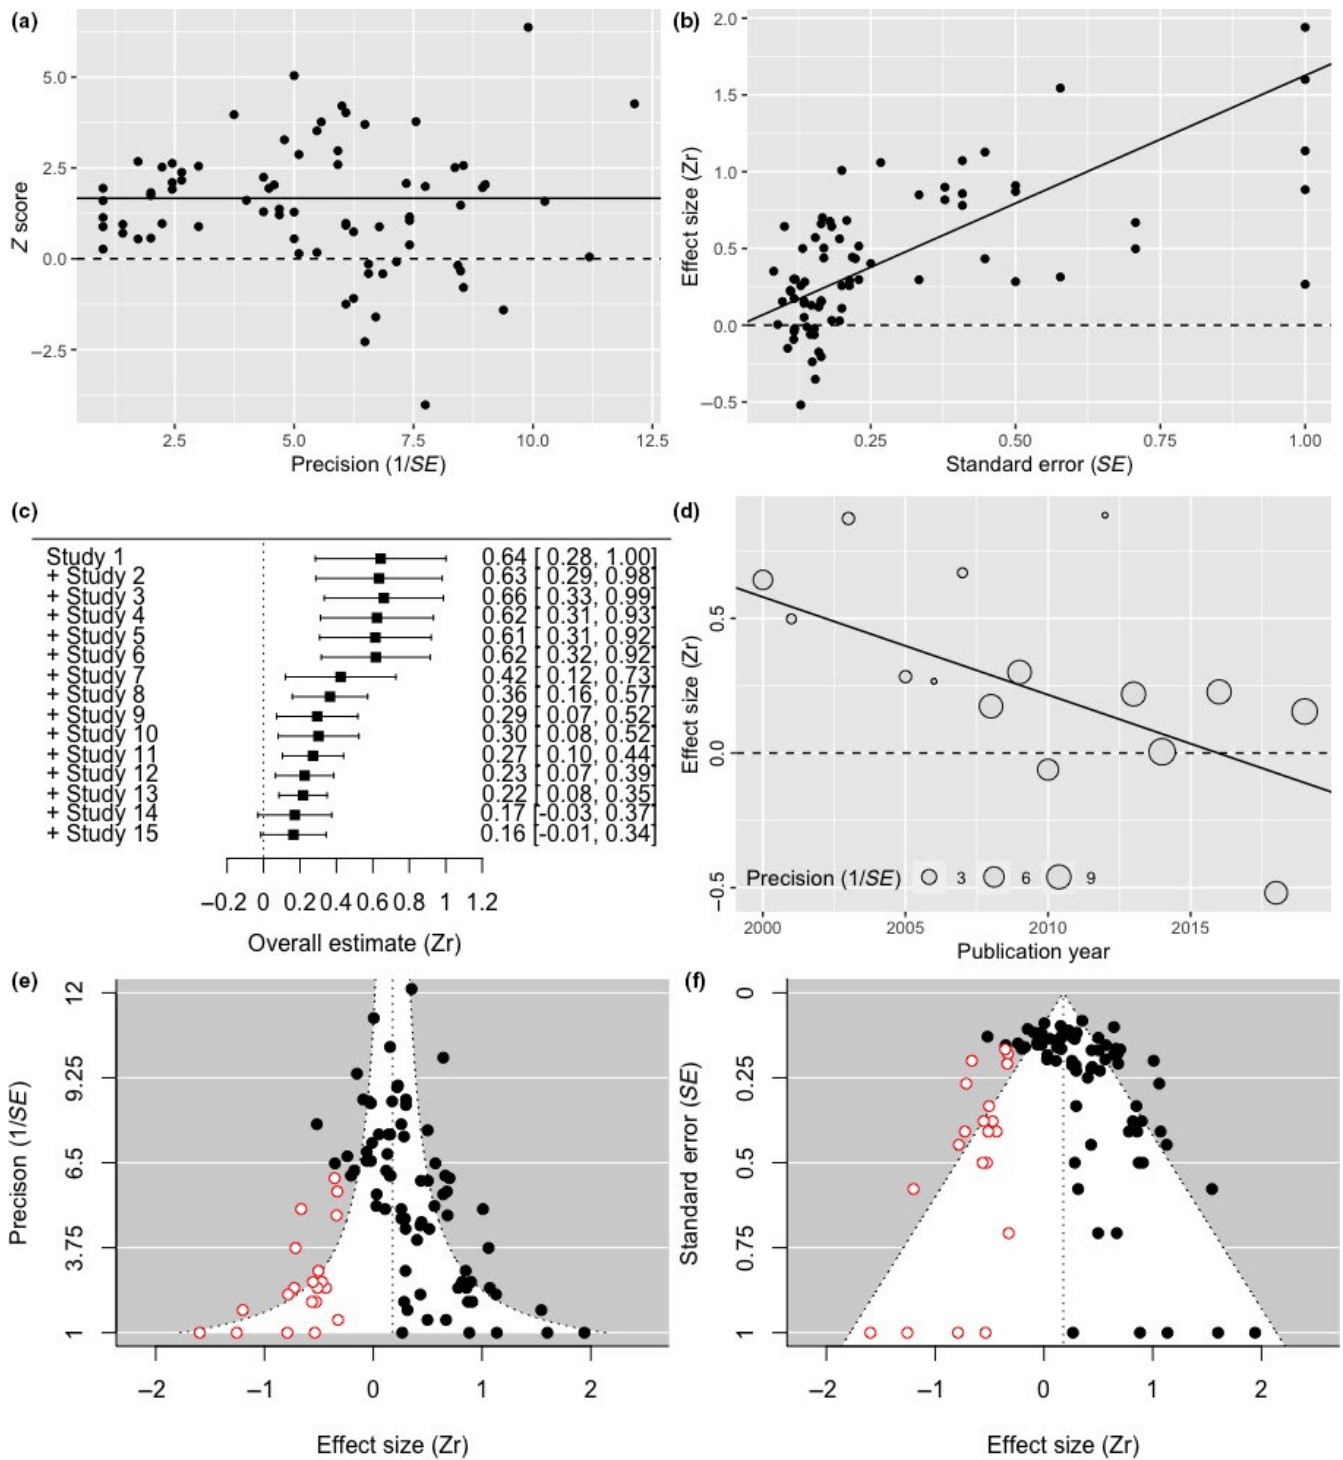 (a)
5.0
2.5
0.0
−2.5
Z score
2.5 5.0 7.5 10.0 12.5
Precision (1/SE)
(b)
2.0
1.5
1.0
0.5
0.0
−0.5
Effect size (Zr)
0.25 0.50 0.75 1.00
Standard error (SE)
(c)
Study 1 0.64 [ 0.28, 1.00]
+ Study 2 0.63 [ 0.29, 0.98]
+ Study 3 0.66 [ 0.33, 0.99]
+ Study 4 0.62 [ 0.31, 0.93]
+ Study 5 0.61 [ 0.31, 0.92]
+ Study 6 0.62 [ 0.32, 0.92]
+ Study 7 0.42 [ 0.12, 0.73]
+ Study 8 0.36 [ 0.16, 0.57]
+ Study 9 0.29 [ 0.07, 0.52]
+ Study 10 0.30 [ 0.08, 0.52]
+ Study 11 0.27 [ 0.10, 0.44]
+ Study 12 0.23 [ 0.07, 0.39]
+ Study 13 0.22 [ 0.08, 0.35]
+ Study 14 0.17 [-0.03, 0.37]
+ Study 15 0.16 [-0.01, 0.34]
−0.2 0 0.2 0.4 0.6 0.8 1 1.2
Overall estimate (Zr)
(d)
0.5
0.0
−0.5
Effect size (Zr)
Precision (1/SE) 3 6 9
2000 2005 2010 2015
Publication year
(e)
12
9.25
6.5
3.75
1
Precison (1/SE)
−2 −1 0 1 2
Effect size (Zr)
(f)
0
0.25
0.5
0.75
1
Standard error (SE)
−2 −1 0 1 2
Effect size (Zr)